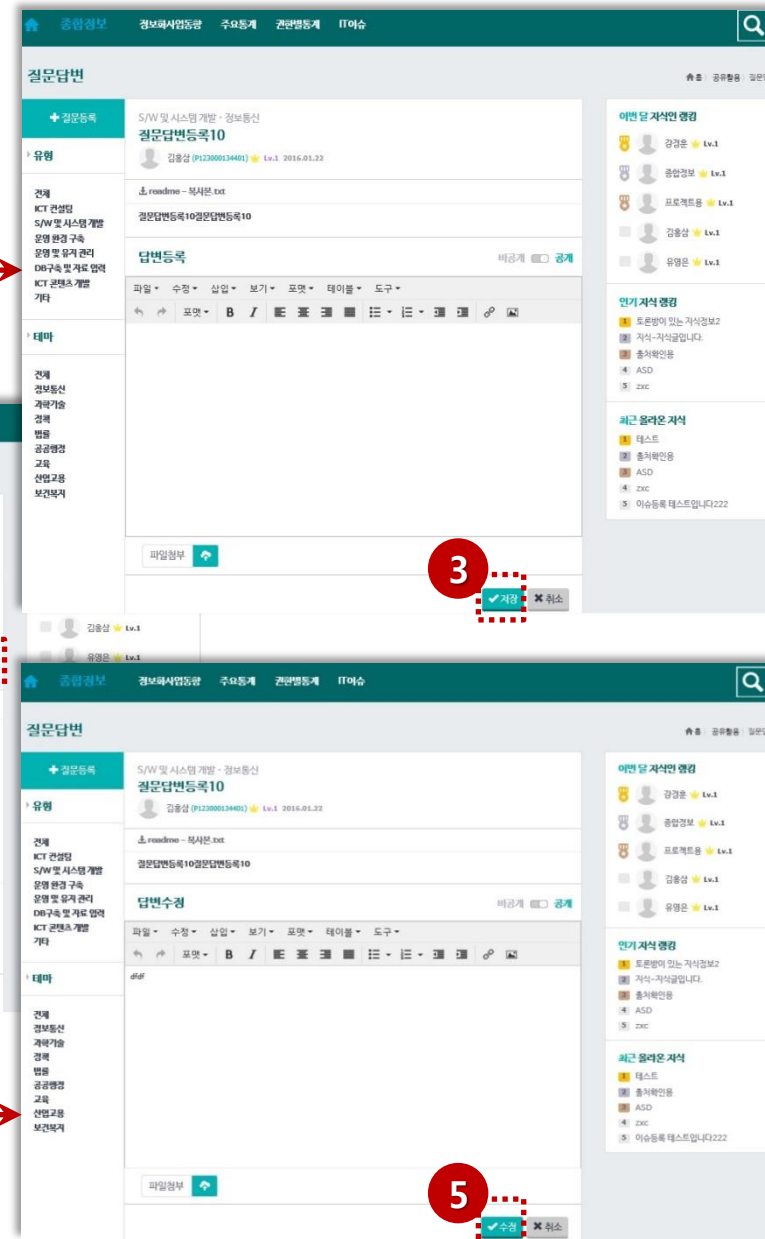 종합정보 정보화사업동향 주요통계 권한별통계 IT이슈
질문답변
홈 공유활용 질문답
+ 질문등록
유형
전체
ICT 컨설팅
S/W 및 시스템 개발
운영 환경 구축
운영 및 유지 관리
DB구축 및 자료 입력
ICT 콘텐츠 개발
기타
테마
전체
정보통신
과학기술
경제
법률
공공행정
교육
산업고용
보건복지
S/W 및 시스템 개발 - 정보통신
질문답변등록10
김웅삼 (P123000134401) Lv.1 2016.01.22
readme - 복사본.txt
질문답변등록10질문답변등록10
답변등록 비공개 공개
파일 수정 삽입 보기 포맷 테이블 도구
포맷 B I
파일첨부
3
저장 취소
이번 달 지식인 랭킹
강경훈 Lv.1
종합정보 Lv.1
프로젝트용 Lv.1
김웅삼 Lv.1
유영은 Lv.1
인기 지식 랭킹
1 토론방이 있는 지식정보2
2 지식-지식글입니다.
3 출처확인용
4 ASD
5 zxc
최근 올라온 지식
1 테스트
2 출처확인용
3 ASD
4 zxc
5 이슈등록 테스트입니다222
김웅삼 Lv.1
유영은 Lv.1
종합정보 정보화사업동향 주요통계 권한별통계 IT이슈
질문답변
홈 공유활용 질문답
+ 질문등록
유형
전체
ICT 컨설팅
S/W 및 시스템 개발
운영 환경 구축
운영 및 유지 관리
DB구축 및 자료 입력
ICT 콘텐츠 개발
기타
테마
전체
정보통신
과학기술
경제
법률
공공행정
교육
산업고용
보건복지
S/W 및 시스템 개발 - 정보통신
질문답변등록10
김웅삼 (P123000134401) Lv.1 2016.01.22
readme - 복사본.txt
질문답변등록10질문답변등록10
답변수정 비공개 공개
파일 수정 삽입 보기 포맷 테이블 도구
포맷 B I
dfdf
파일첨부
5
수정 취소
이번 달 지식인 랭킹
강경훈 Lv.1
종합정보 Lv.1
프로젝트용 Lv.1
김웅삼 Lv.1
유영은 Lv.1
인기 지식 랭킹
1 토론방이 있는 지식정보2
2 지식-지식글입니다.
3 출처확인용
4 ASD
5 zxc
최근 올라온 지식
1 테스트
2 출처확인용
3 ASD
4 zxc
5 이슈등록 테스트입니다222